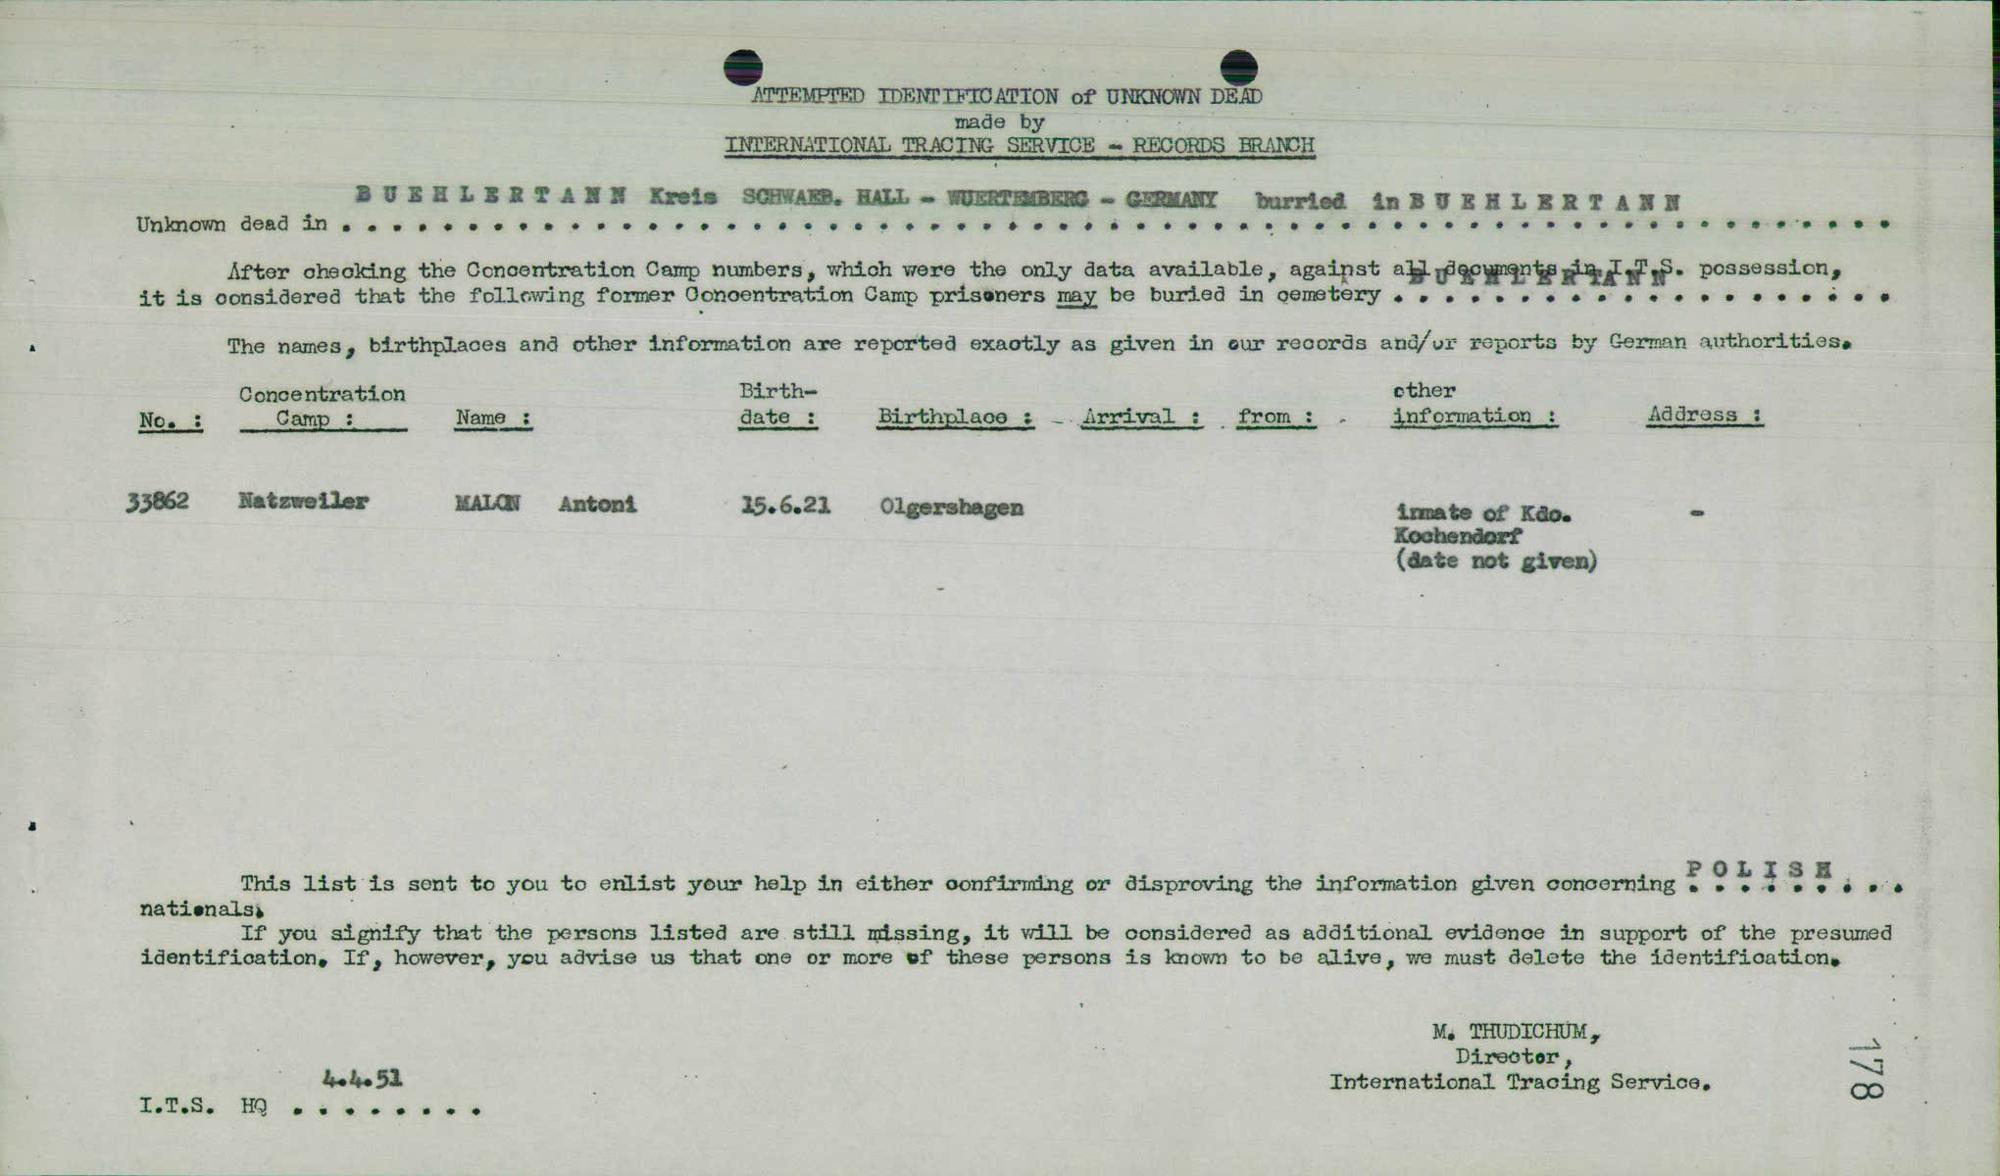 ATTEMPTED IDENTIFICATION of UNKNOWN DEAD
made by
INTERNATIONAL TRACING SERVICE - RECORDS BRANCH
B U E H L E R T A N N Kreis SCHWAEB. HALL - WUERTEMBERG - GERMANY burried in B U E H L E R T A N N
Unknown dead in . . . . . . . . . . . . . . . . . . . . . . . . . . . . . . . . . . . . . . . . . . . . . . . . . . . . . . . . . . . . .
After checking the Concentration Camp numbers, which were the only data available, against all documents in I.T.S. possession,
B U E H L E R T A N N
it is considered that the following former Concentration Camp prisoners may be buried in cemetery . . . . . . . . . . . . . . . . . . . .
The names, birthplaces and other information are reported exactly as given in our records and/or reports by German authorities.
Concentration Birth- other
No. : Camp : Name : date : Birthplace : - Arrival : . from : - information : Address :
33862 Natzweiler MALON Antoni 15.6.21 Olgershagen inmate of Kdo. -
Kochendorf
(date not given)
P O L I S H
This list is sent to you to enlist your help in either confirming or disproving the information given concerning . . . . . . . . .
nationals.
If you signify that the persons listed are still missing, it will be considered as additional evidence in support of the presumed
identification. If, however, you advise us that one or more of these persons is known to be alive, we must delete the identification.
M. THUDICHUM,
Director,
International Tracing Service.
4.4.51
I.T.S. HQ . . . . . . . .
178